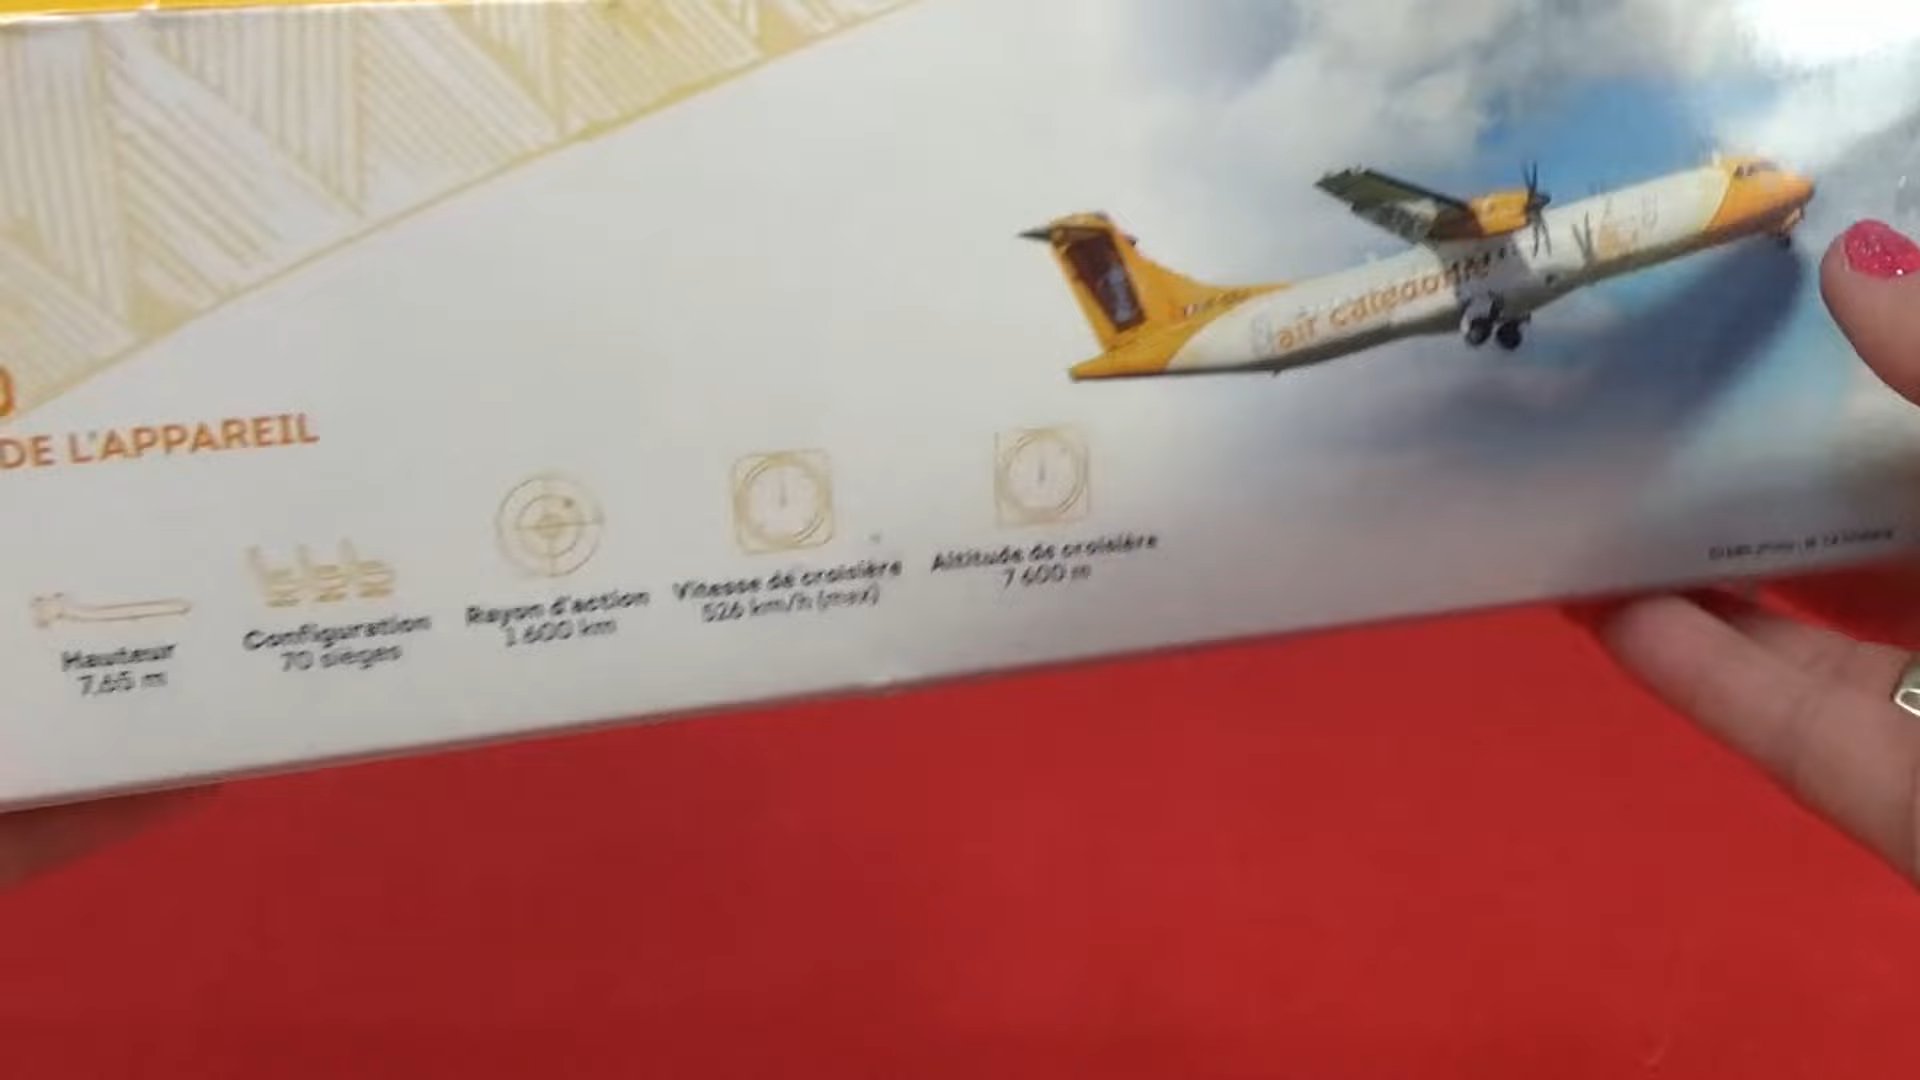 DE L'APPAREIL
Hauteur
7,65 m
Configuration
70 sièges
Rayon d'action
1 600 km
Vitesse de croisière
526 km/h (max)
Altitude de croisière
7 600 m
air calédonie